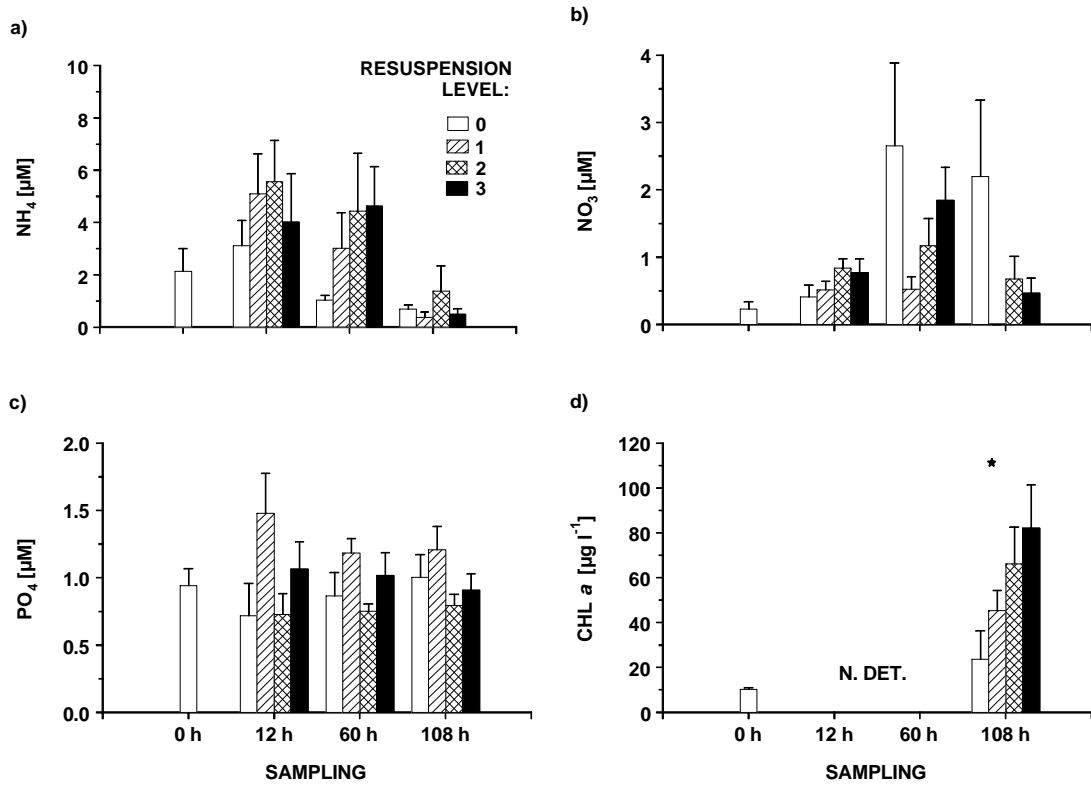 a)
10
8
6
4
2
0
NH4 [µM]
RESUSPENSION
LEVEL:
0
1
2
3
b)
4
3
2
1
0
NO3 [µM]
c)
2.0
1.5
1.0
0.5
0.0
PO4 [µM]
0 h 12 h 60 h 108 h
SAMPLING
d)
120
100
80
60
40
20
0
CHL a [µg l-1]
*
N. DET.
0 h 12 h 60 h 108 h
SAMPLING